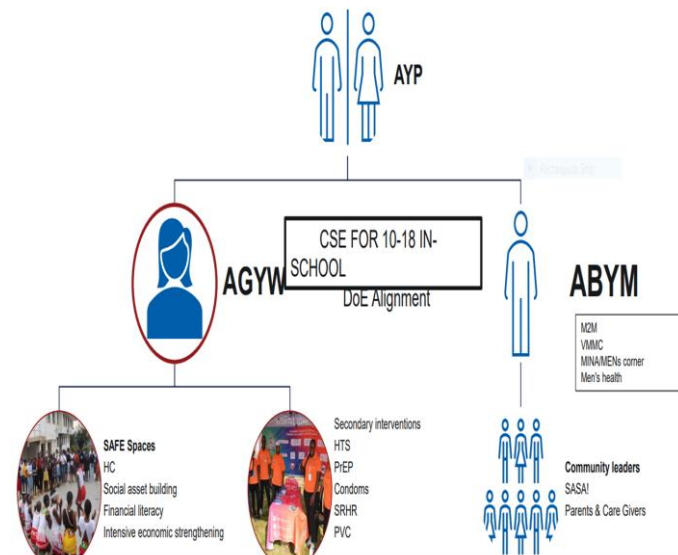 AYP
CSE FOR 10-18 IN-
SCHOOL
DoE Alignment
AGYW
ABYM
M2M
VMMC
MINA/MENs corner
Men's health
SAFE Spaces
HC
Social asset building
Financial literacy
Intensive economic strengthening
Secondary interventions
HTS
PrEP
Condoms
SRHR
PVC
Community leaders
SASA!
Parents & Care Givers